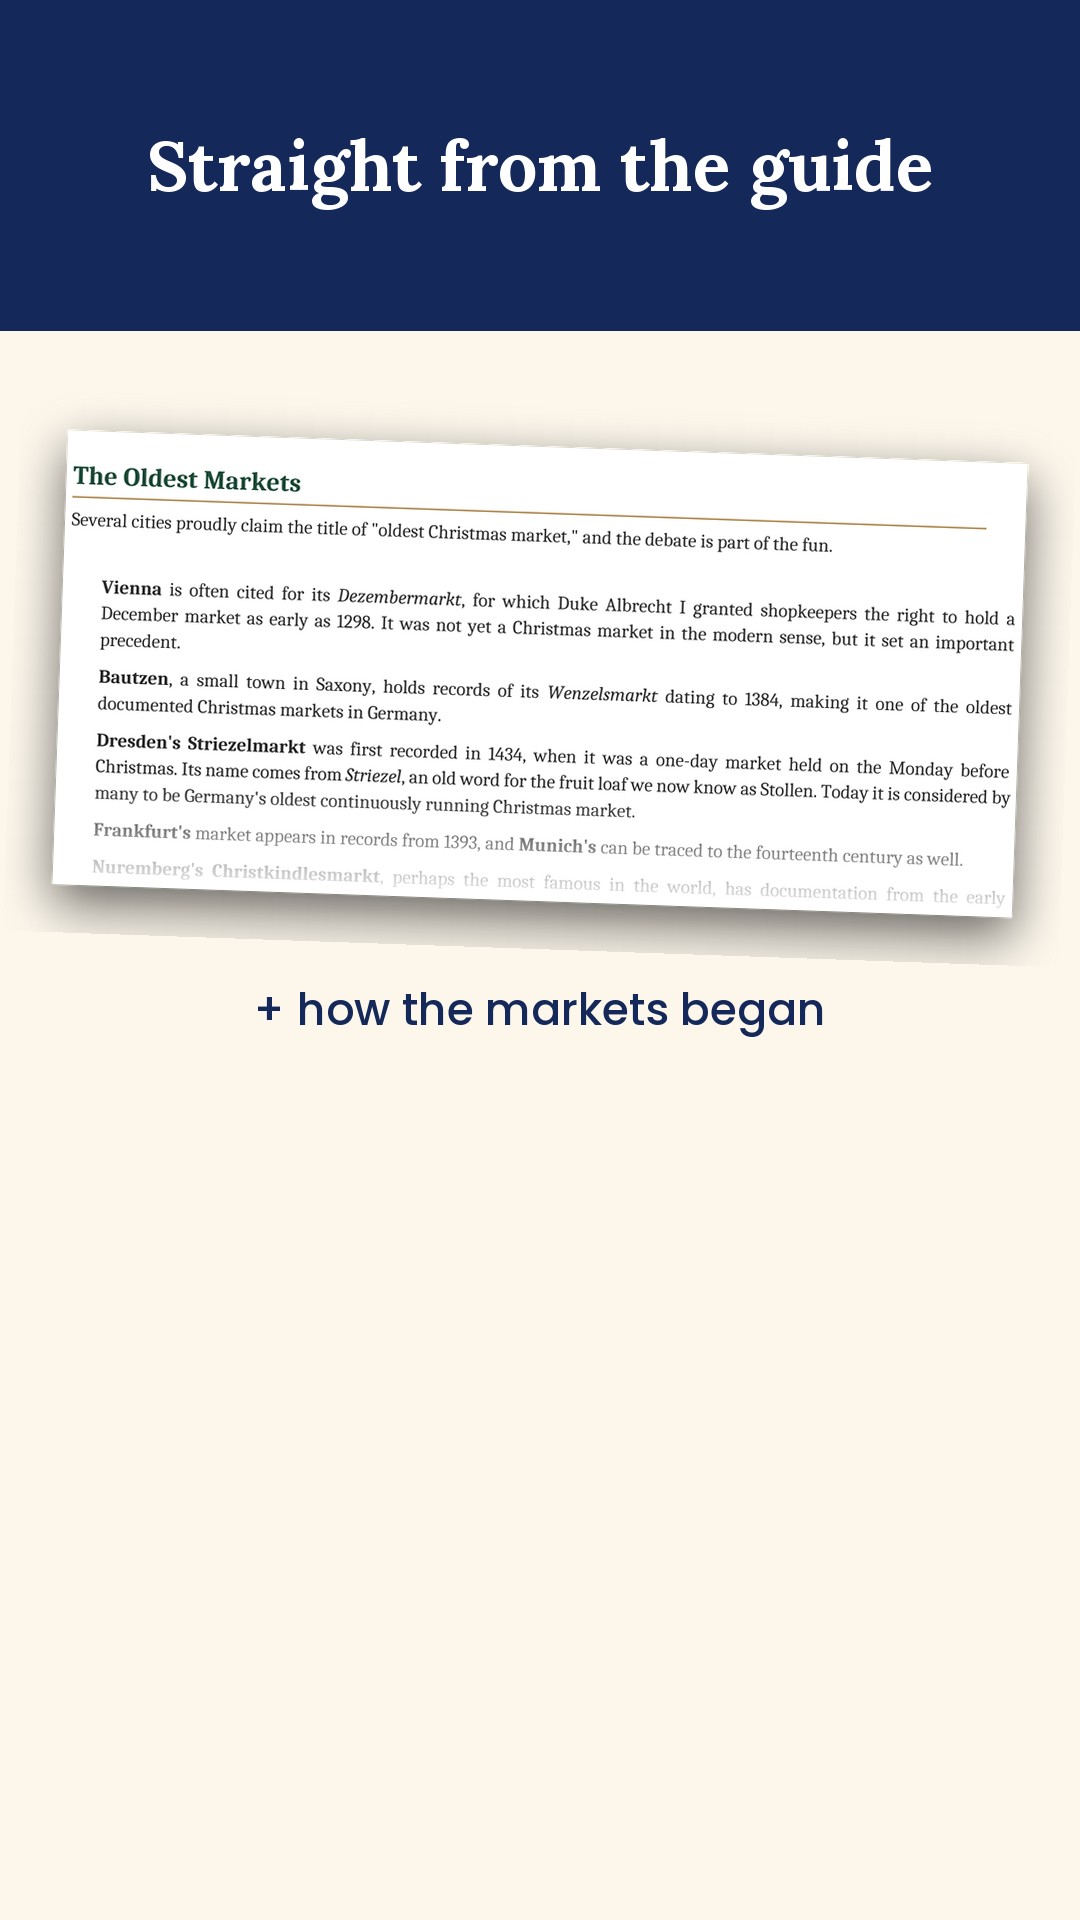 Straight from the guide
The Oldest Markets
Several cities proudly claim the title of "oldest Christmas market," and the debate is part of the fun.
Vienna is often cited for its Dezembermarkt, for which Duke Albrecht I granted shopkeepers the right to hold a
December market as early as 1298. It was not yet a Christmas market in the modern sense, but it set an important
precedent.
Bautzen, a small town in Saxony, holds records of its Wenzelsmarkt dating to 1384, making it one of the oldest
documented Christmas markets in Germany.
Dresden's Striezelmarkt was first recorded in 1434, when it was a one-day market held on the Monday before
Christmas. Its name comes from Striezel, an old word for the fruit loaf we now know as Stollen. Today it is considered by
many to be Germany's oldest continuously running Christmas market.
Frankfurt's market appears in records from 1393, and Munich's can be traced to the fourteenth century as well.
Nuremberg's Christkindlesmarkt, perhaps the most famous in the world, has documentation from the early
+ how the markets began